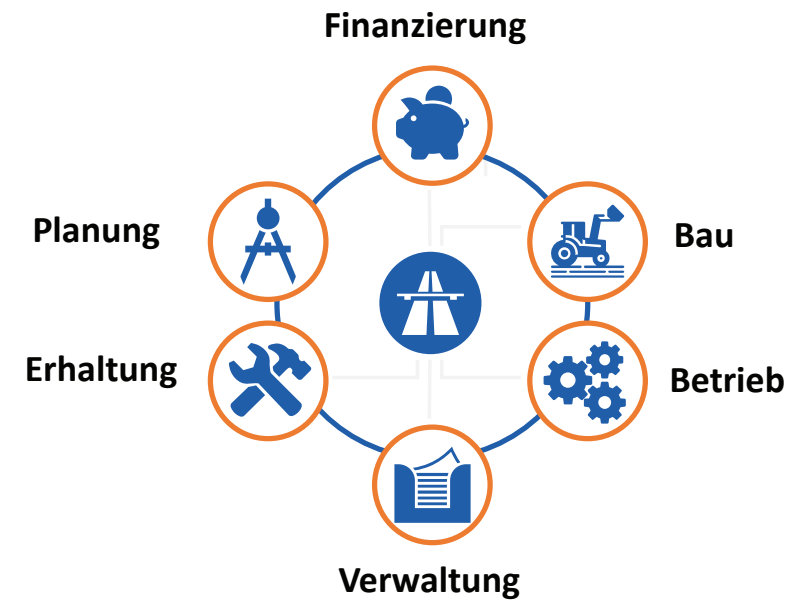 Finanzierung
Planung
Bau
Erhaltung
Betrieb
Verwaltung